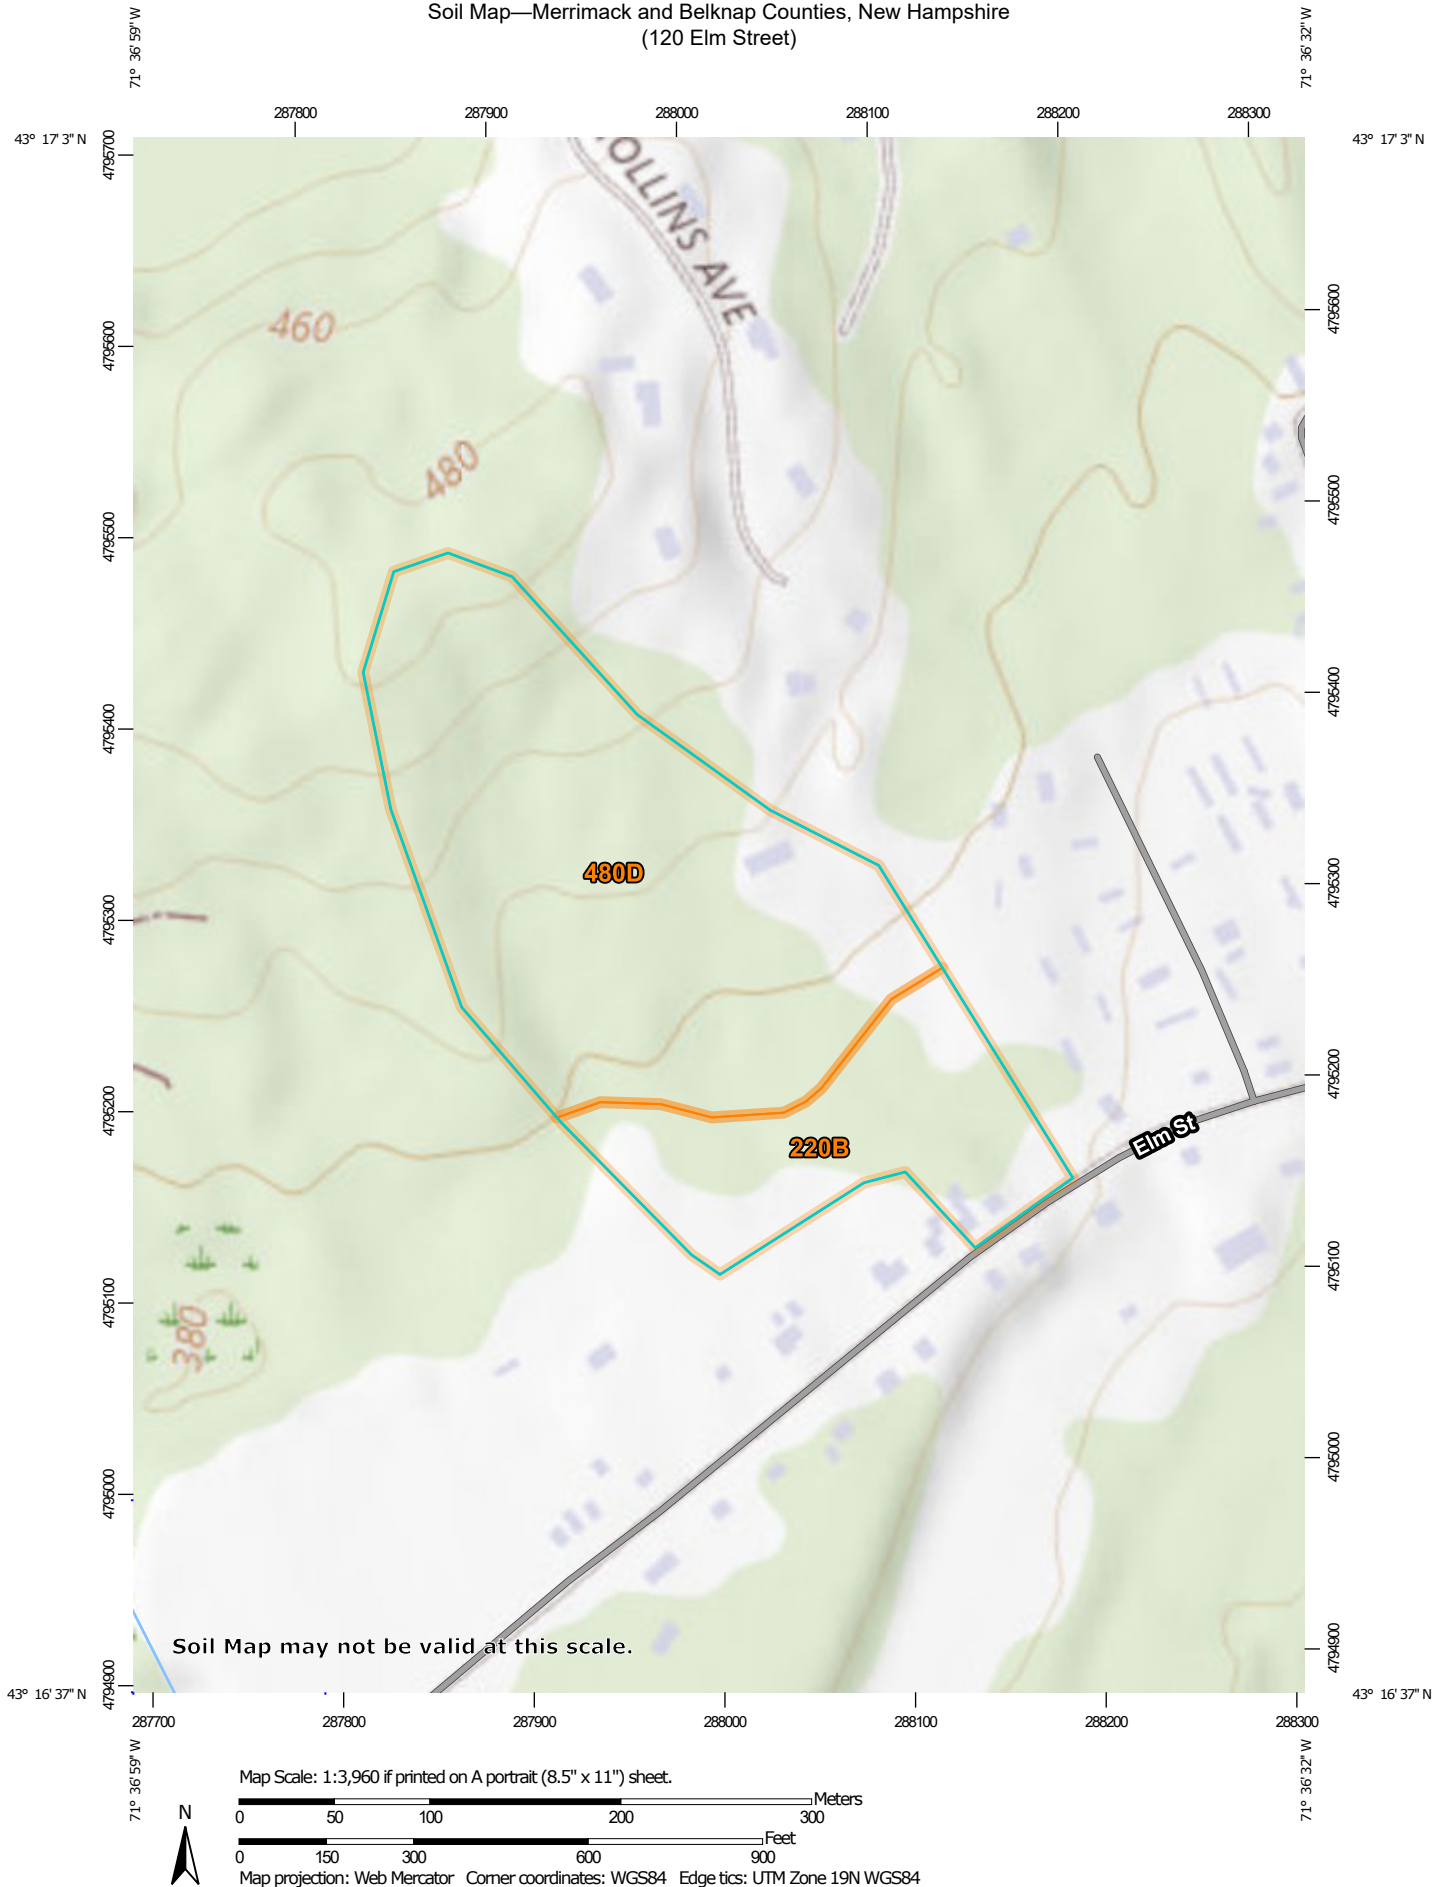 Soil Map—Merrimack and Belknap Counties, New Hampshire
(120 Elm Street)
71° 36' 59'' W
71° 36' 32'' W
287800 287900 288000 288100 288200 288300
43° 17' 3'' N
43° 17' 3'' N
4795700
4795600
4795500
4795400
4795300
4795200
4795100
4795000
4794900
4795600
4795500
4795400
4795300
4795200
4795100
4795000
4794900
OLLINS AVE
460
480
480D
220B
Elm St
380
Soil Map may not be valid at this scale.
43° 16' 37'' N
43° 16' 37'' N
287700 287800 287900 288000 288100 288200 288300
71° 36' 59'' W
71° 36' 32'' W
Map Scale: 1:3,960 if printed on A portrait (8.5" x 11") sheet.
N
Meters
0 50 100 200 300
Feet
0 150 300 600 900
Map projection: Web Mercator Corner coordinates: WGS84 Edge tics: UTM Zone 19N WGS84